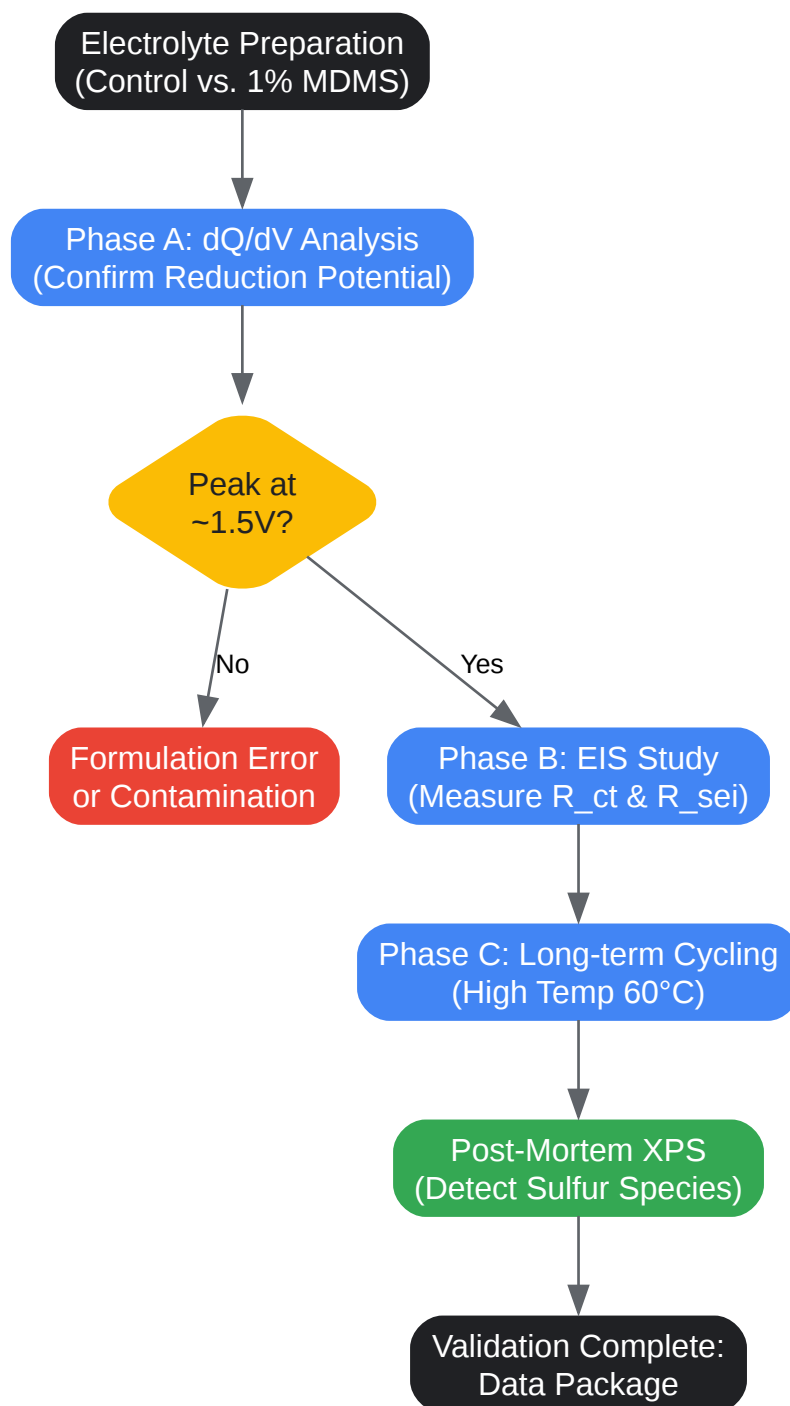 Electrolyte Preparation
(Control vs. 1% MDMS)
Phase A: dQ/dV Analysis
(Confirm Reduction Potential)
Peak at
~1.5V?
No
Yes
Formulation Error
or Contamination
Phase B: EIS Study
(Measure R_ct & R_sei)
Phase C: Long-term Cycling
(High Temp 60°C)
Post-Mortem XPS
(Detect Sulfur Species)
Validation Complete:
Data Package